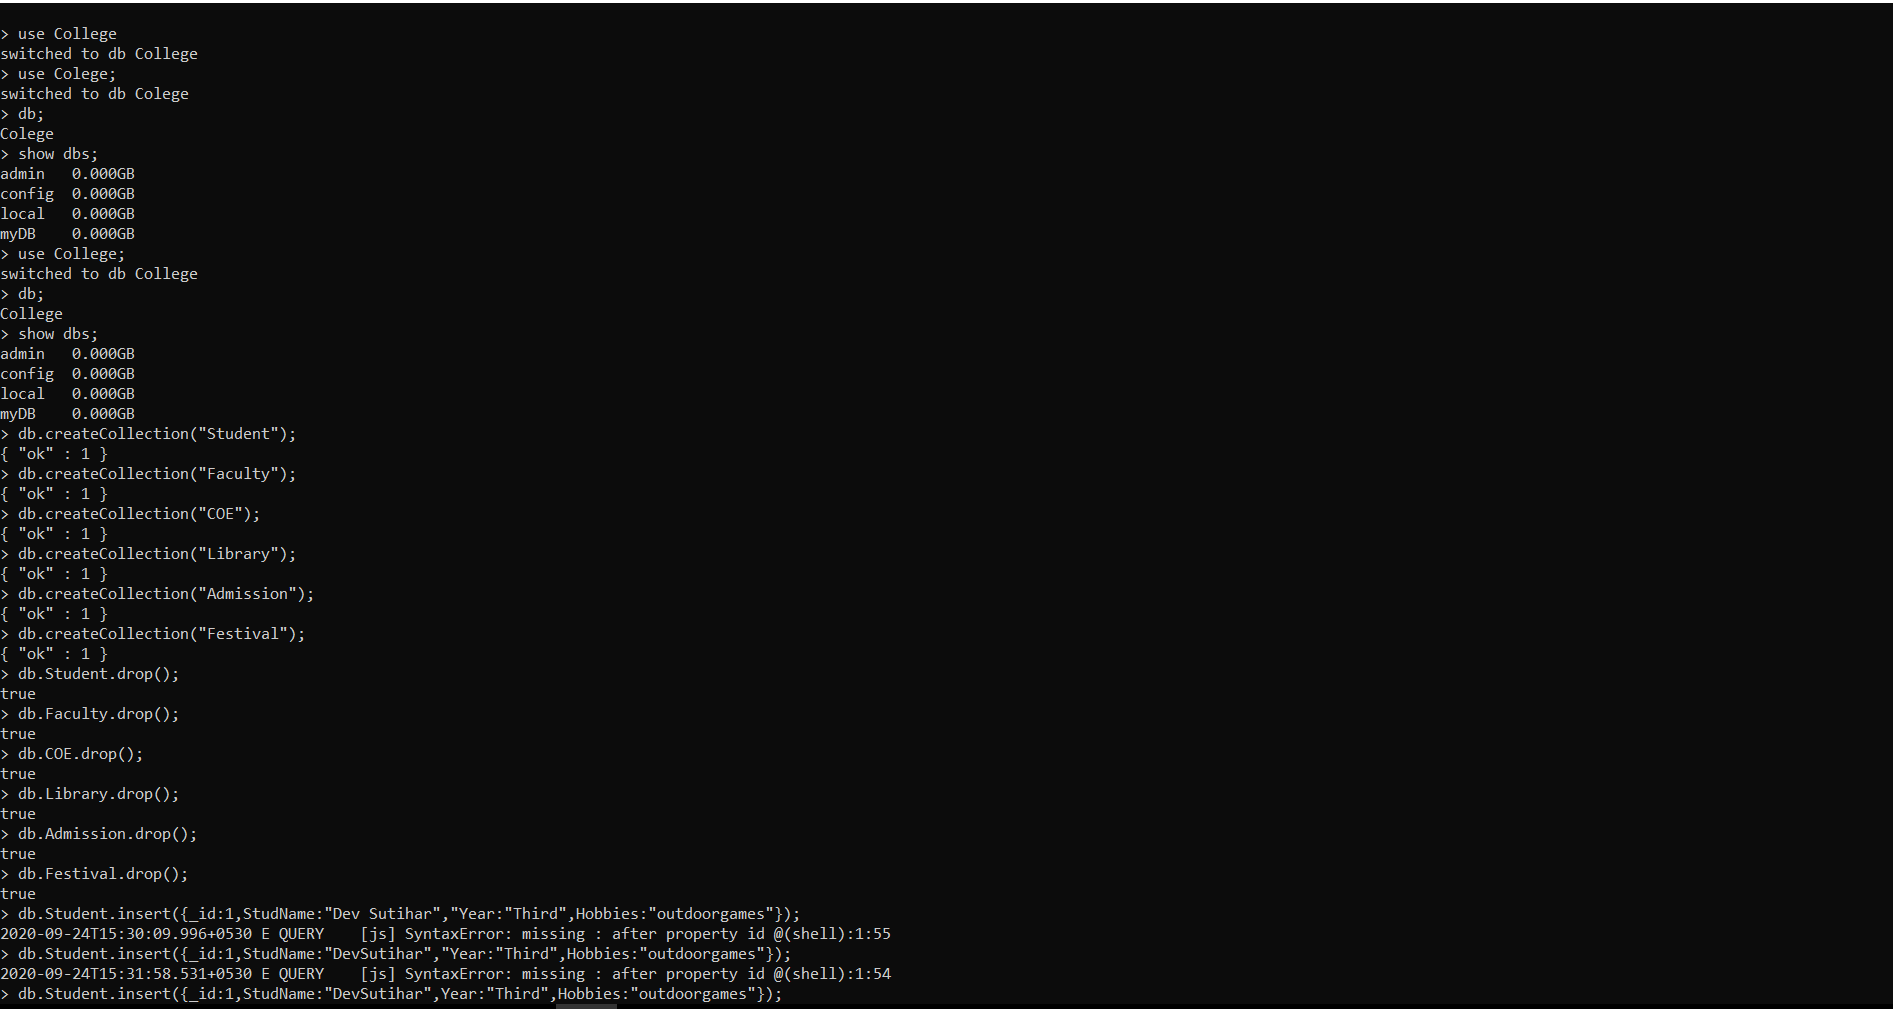 > use College
switched to db College
> use Colege;
switched to db Colege
> db;
Colege
> show dbs;
admin   0.000GB
config  0.000GB
local   0.000GB
myDB    0.000GB
> use College;
switched to db College
> db;
College
> show dbs;
admin   0.000GB
config  0.000GB
local   0.000GB
myDB    0.000GB
> db.createCollection("Student");
{ "ok" : 1 }
> db.createCollection("Faculty");
{ "ok" : 1 }
> db.createCollection("COE");
{ "ok" : 1 }
> db.createCollection("Library");
{ "ok" : 1 }
> db.createCollection("Admission");
{ "ok" : 1 }
> db.createCollection("Festival");
{ "ok" : 1 }
> db.Student.drop();
true
> db.Faculty.drop();
true
> db.COE.drop();
true
> db.Library.drop();
true
> db.Admission.drop();
true
> db.Festival.drop();
true
> db.Student.insert({_id:1,StudName:"Dev Sutihar","Year:"Third",Hobbies:"outdoorgames"});
2020-09-24T15:30:09.996+0530 E QUERY    [js] SyntaxError: missing : after property id @(shell):1:55
> db.Student.insert({_id:1,StudName:"DevSutihar","Year:"Third",Hobbies:"outdoorgames"});
2020-09-24T15:31:58.531+0530 E QUERY    [js] SyntaxError: missing : after property id @(shell):1:54
> db.Student.insert({_id:1,StudName:"DevSutihar",Year:"Third",Hobbies:"outdoorgames"});